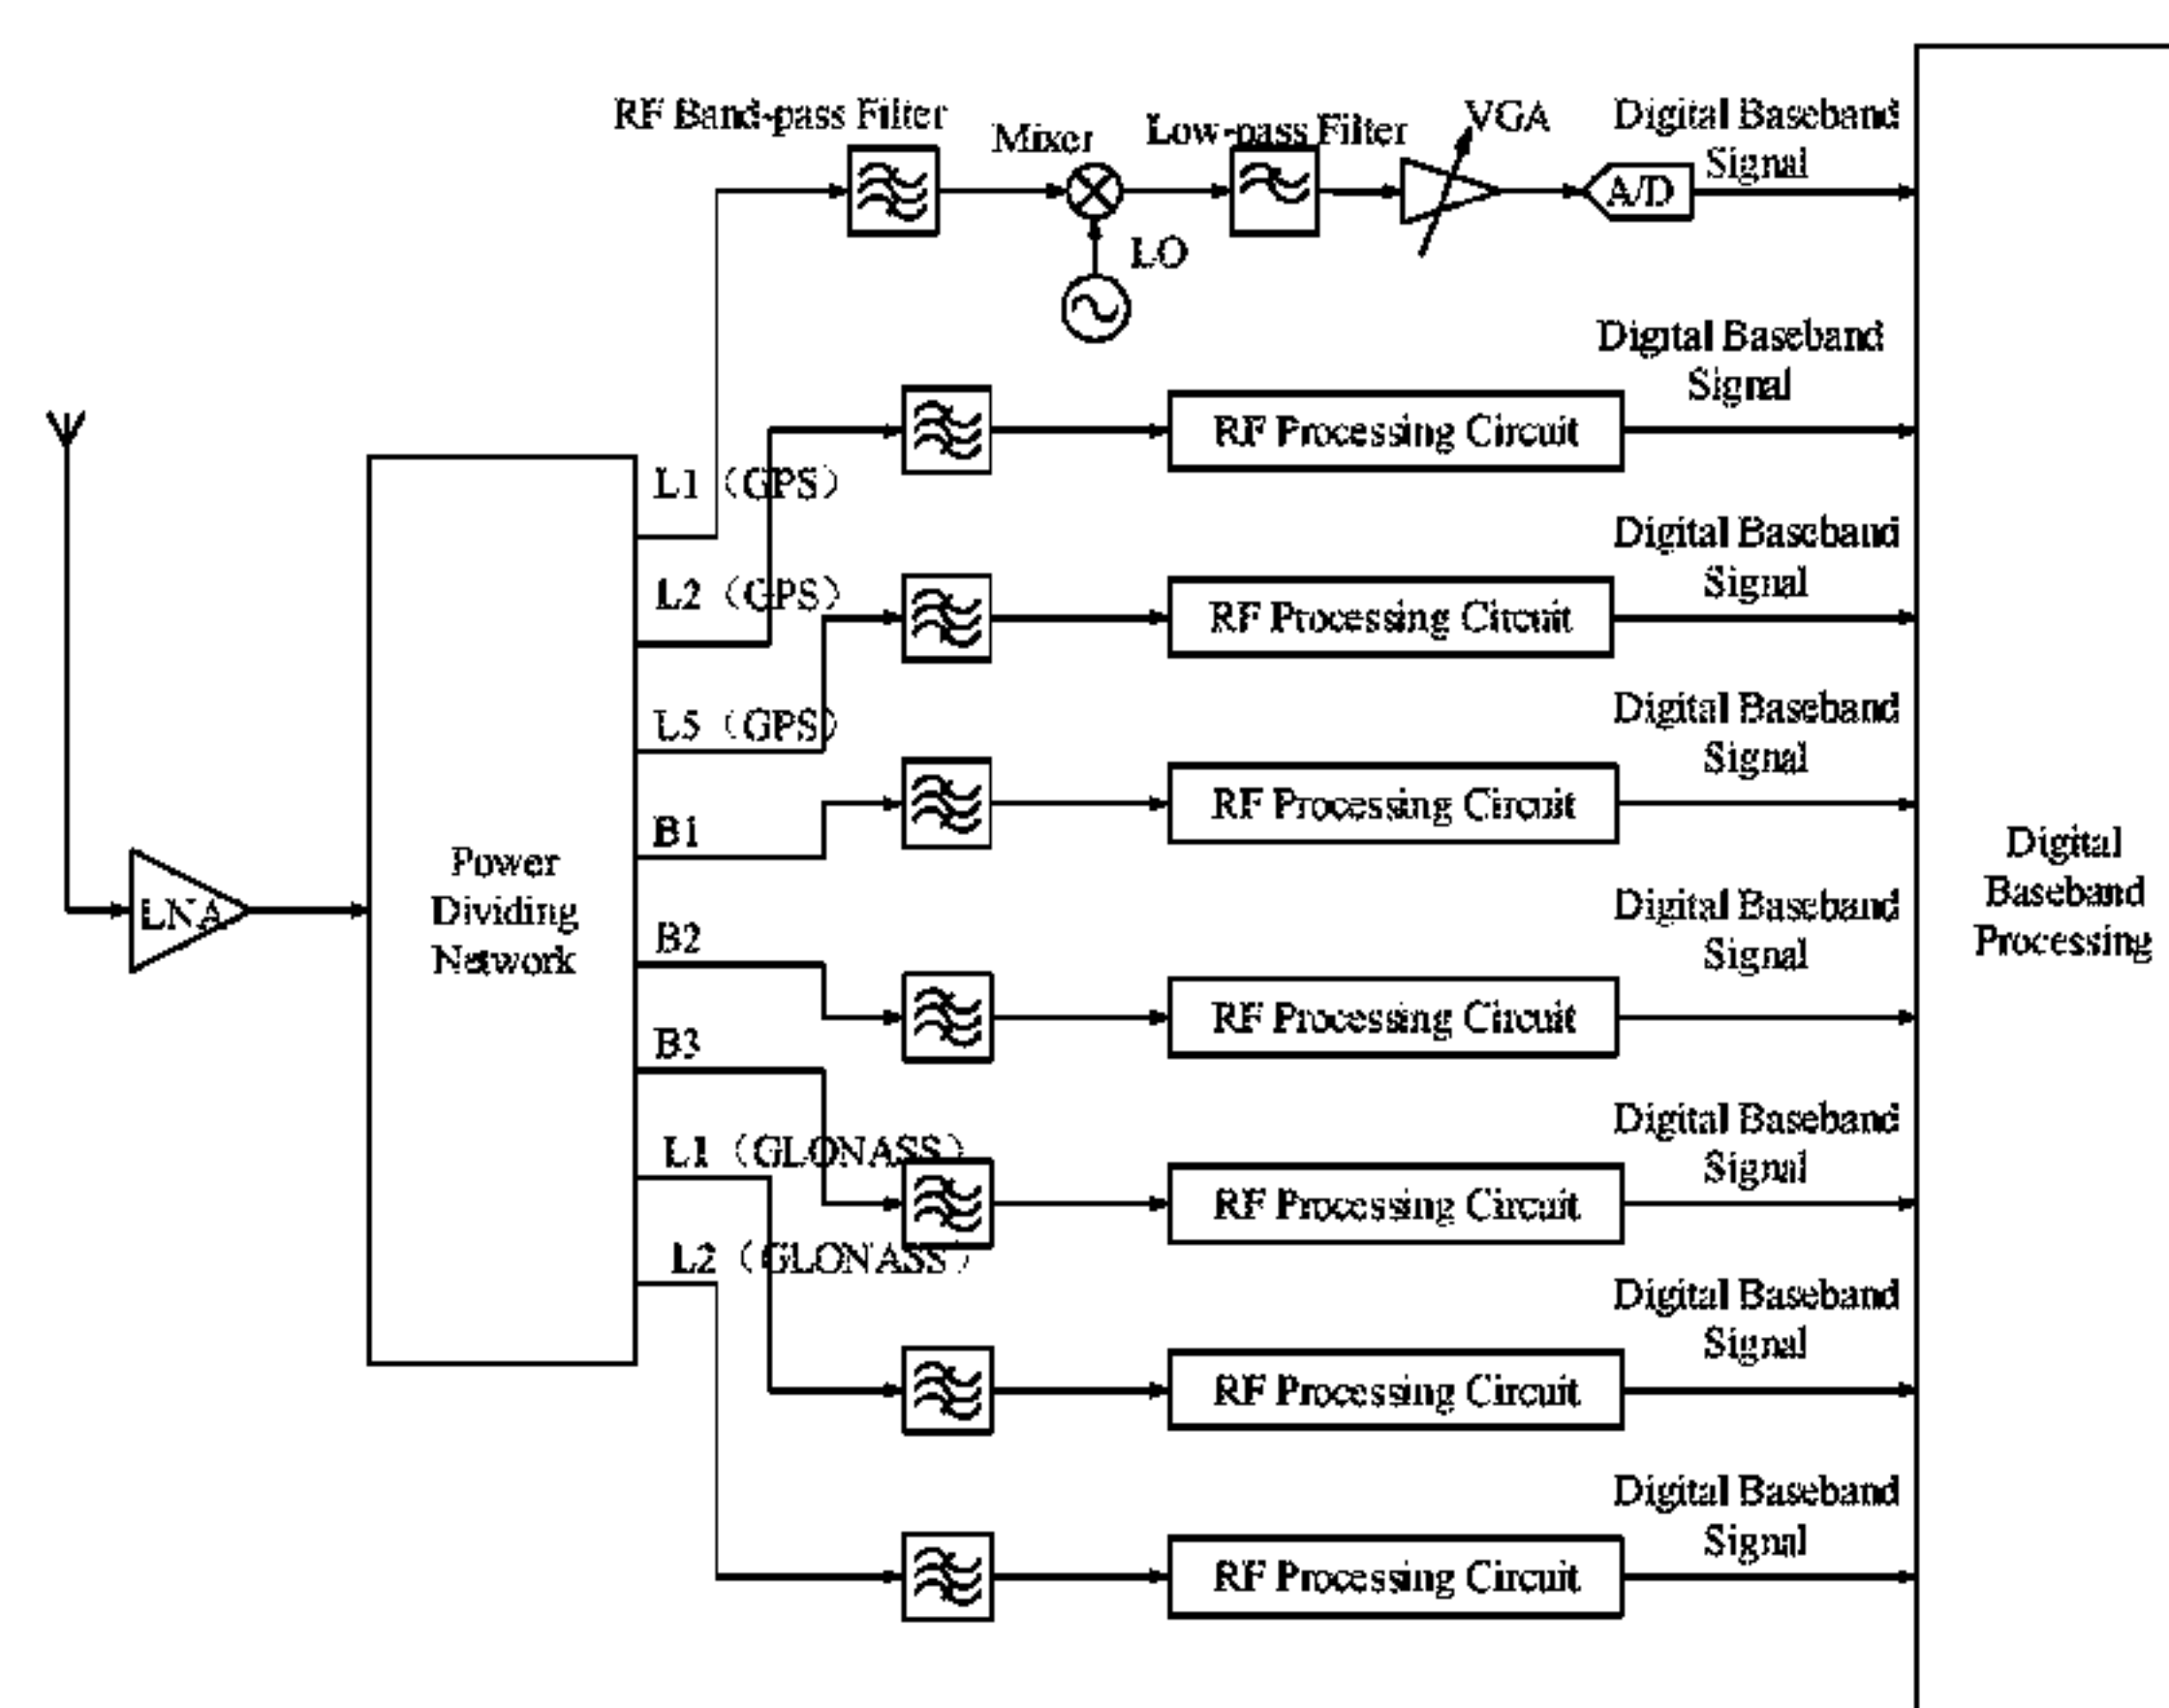 RF Band-pass Filter
Mixer
Low-pass Filter
VGA
Digital Baseband
Signal
A/D
LO
Digital Baseband
Signal
RF Processing Circuit
L1（GPS）
Digital Baseband
Signal
L2（GPS）
RF Processing Circuit
L5（GPS）
Digital Baseband
Signal
RF Processing Circuit
B1
Power
Dividing
Network
LNA
Digital
Baseband
Processing
Digital Baseband
Signal
B2
RF Processing Circuit
B3
Digital Baseband
Signal
L1（GLONASS）
RF Processing Circuit
L2（GLONASS）
Digital Baseband
Signal
RF Processing Circuit
Digital Baseband
Signal
RF Processing Circuit